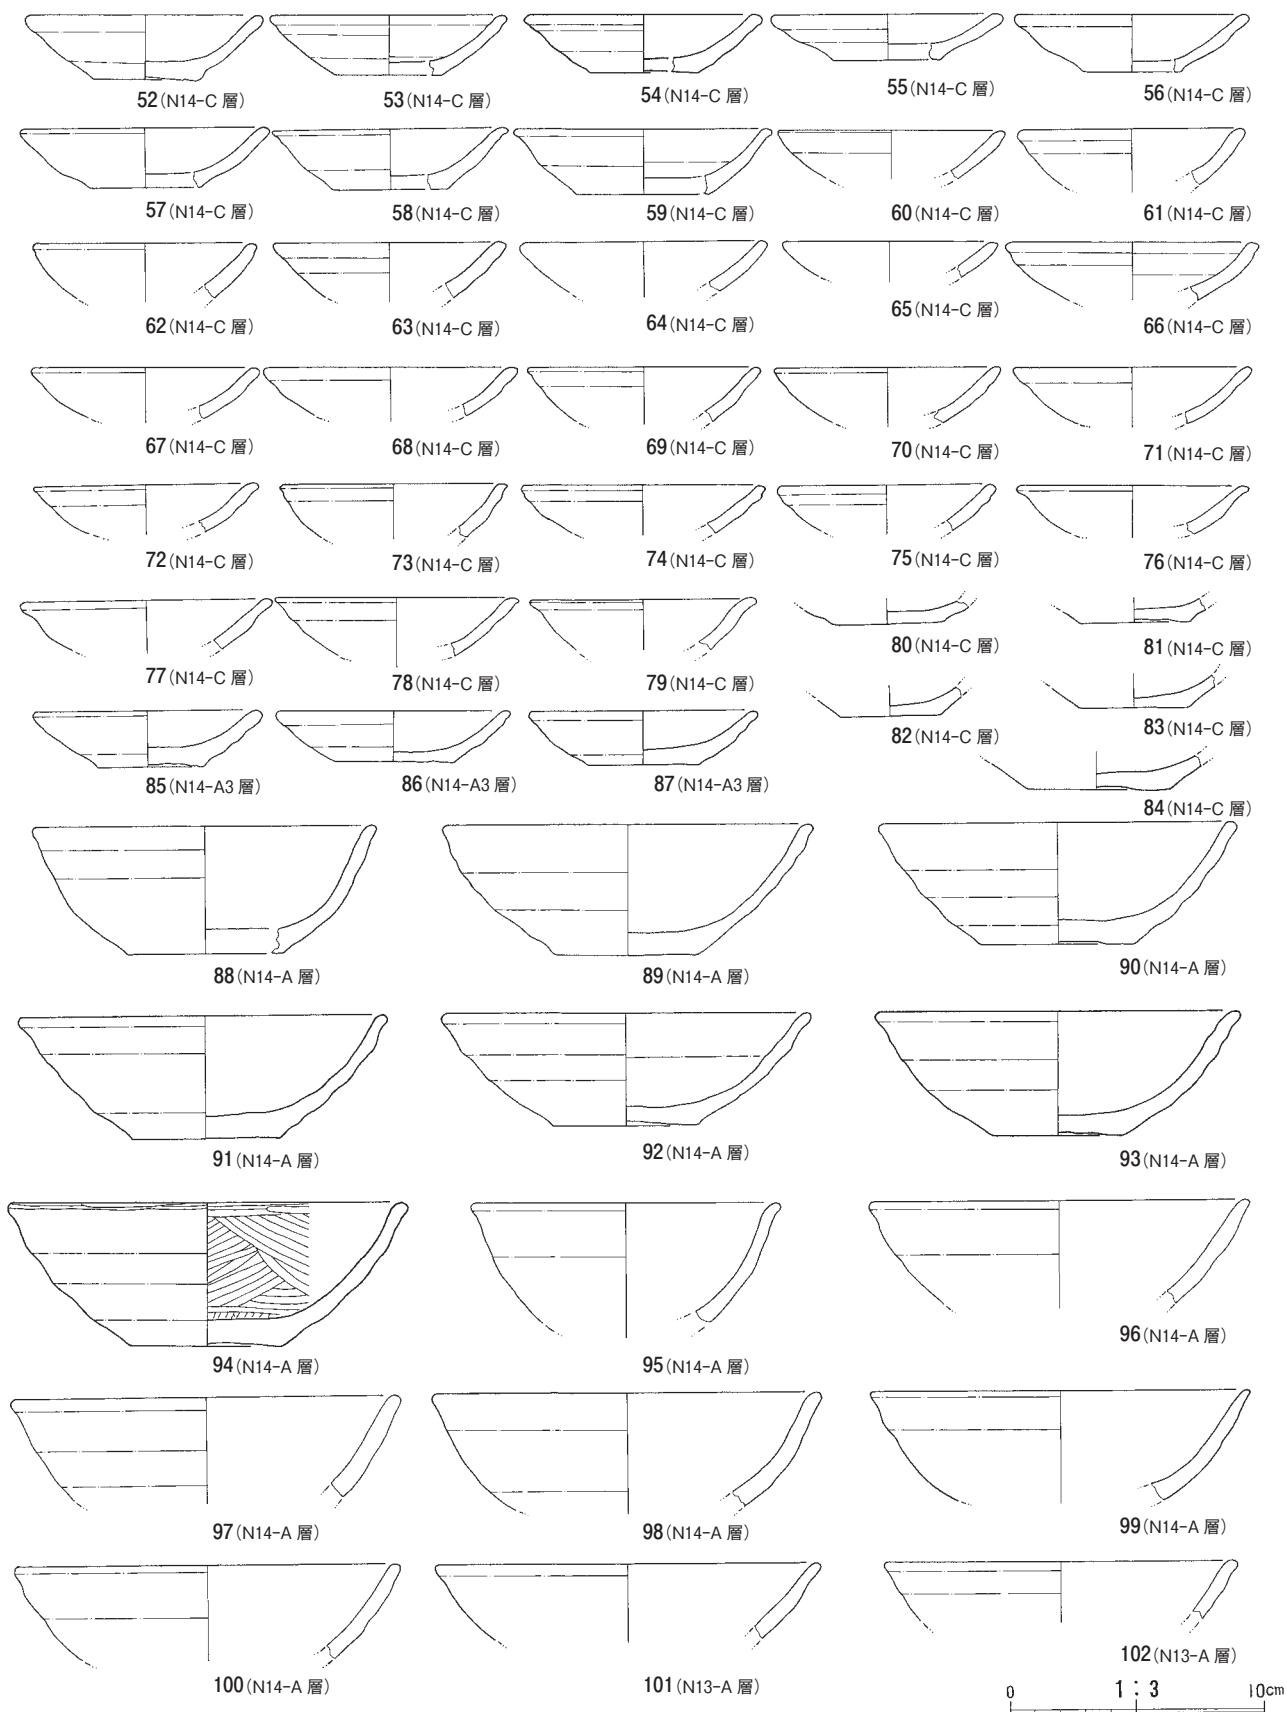 52(N14-C 層) 53(N14-C 層) 54(N14-C 層) 55(N14-C 層) 56(N14-C 層)
57(N14-C 層) 58(N14-C 層) 59(N14-C 層) 60(N14-C 層) 61(N14-C 層)
62(N14-C 層) 63(N14-C 層) 64(N14-C 層) 65(N14-C 層) 66(N14-C 層)
67(N14-C 層) 68(N14-C 層) 69(N14-C 層) 70(N14-C 層) 71(N14-C 層)
72(N14-C 層) 73(N14-C 層) 74(N14-C 層) 75(N14-C 層) 76(N14-C 層)
77(N14-C 層) 78(N14-C 層) 79(N14-C 層) 80(N14-C 層) 81(N14-C 層)
82(N14-C 層) 83(N14-C 層)
85(N14-A3 層) 86(N14-A3 層) 87(N14-A3 層) 84(N14-C 層)
88(N14-A 層) 89(N14-A 層) 90(N14-A 層)
91(N14-A 層) 92(N14-A 層) 93(N14-A 層)
94(N14-A 層) 95(N14-A 層) 96(N14-A 層)
97(N14-A 層) 98(N14-A 層) 99(N14-A 層)
100(N14-A 層) 101(N13-A 層) 102(N13-A 層)
0 1:3 10cm